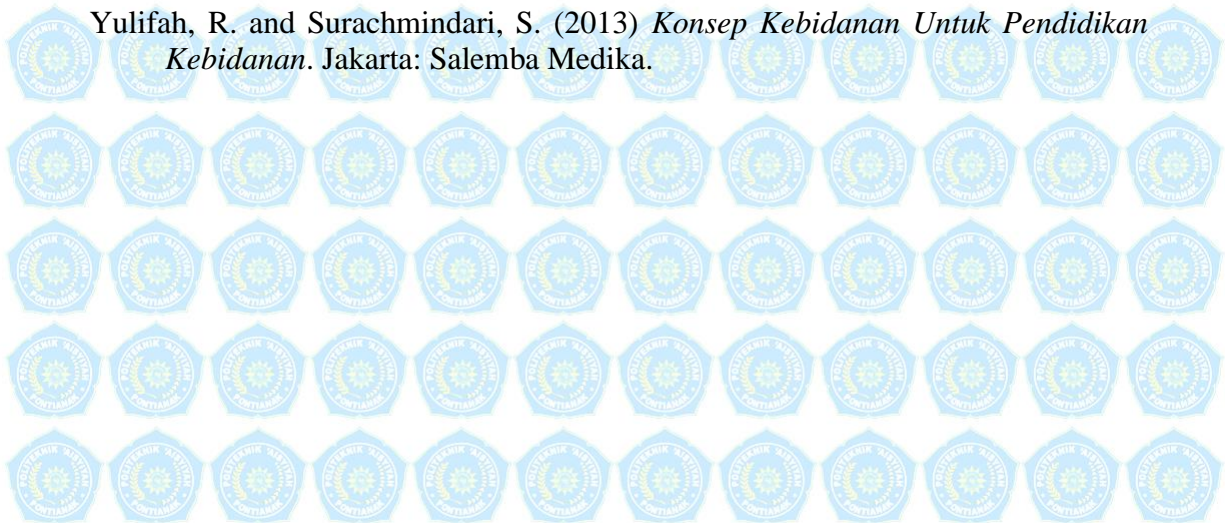 Yulifah, R. and Surachmindari, S. (2013) Konsep Kebidanan Untuk Pendidikan
Kebidanan. Jakarta: Salemba Medika.